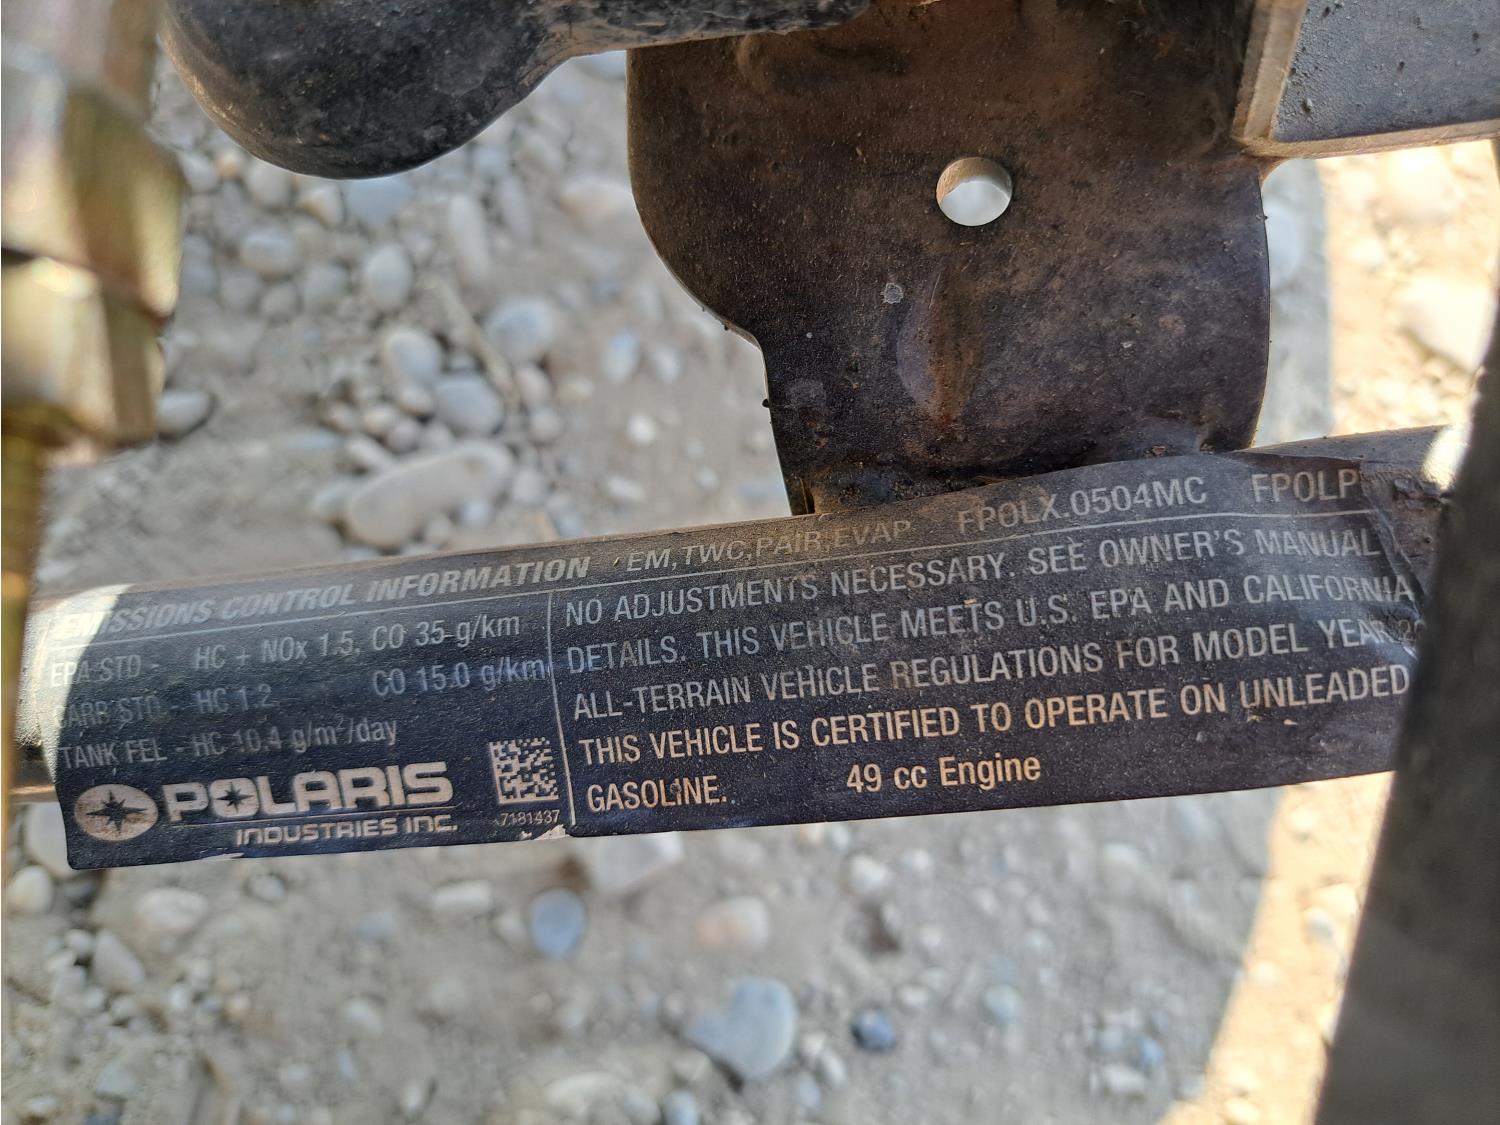 EMISSIONS CONTROL INFORMATION EM,TWC,PAIR,EVAP FPOLX.0504MC FPOLP
EPA STD - HC + NOx 1.5, CO 35 g/km
CARB STD - HC 1.2, CO 15.0 g/km
TANK FEL - HC 10.4 g/m²/day
POLARIS
INDUSTRIES INC.
7181437
NO ADJUSTMENTS NECESSARY. SEE OWNER'S MANUAL
DETAILS. THIS VEHICLE MEETS U.S. EPA AND CALIFORNIA
ALL-TERRAIN VEHICLE REGULATIONS FOR MODEL YEAR
THIS VEHICLE IS CERTIFIED TO OPERATE ON UNLEADED
GASOLINE. 49 cc Engine